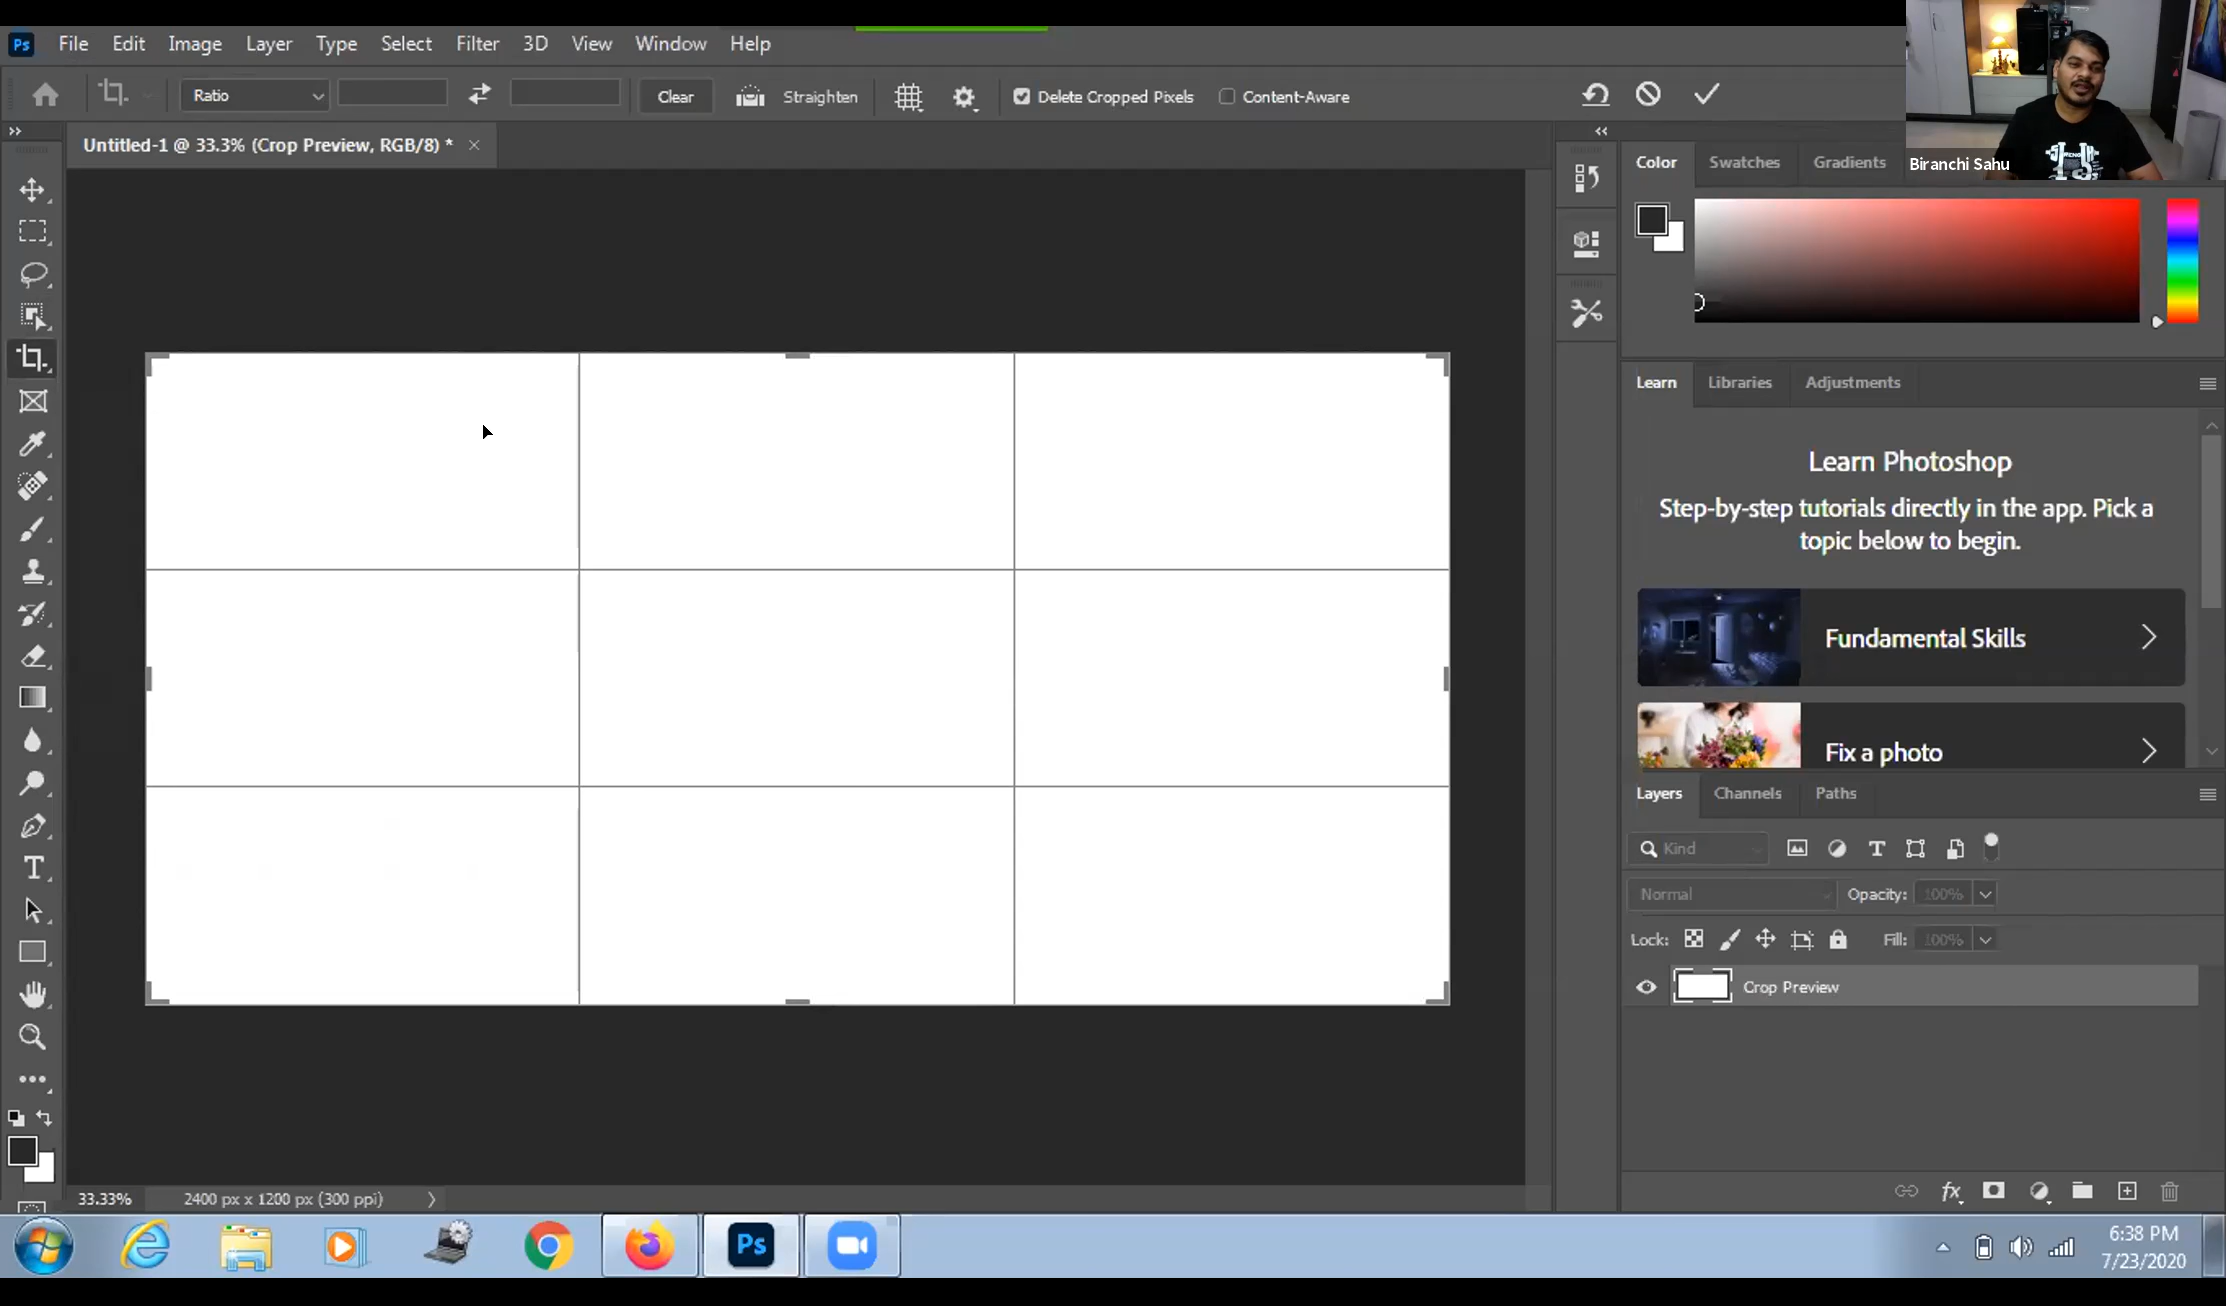 Ps File Edit Image Layer Type Select Filter 3D View Window Help
Ratio Clear Straighten Delete Cropped Pixels Content-Aware
Biranchi Sahu
Untitled-1 @ 33.3% (Crop Preview, RGB/8) *
Color Swatches Gradients
Learn Libraries Adjustments
Learn Photoshop
Step-by-step tutorials directly in the app. Pick a
topic below to begin.
Fundamental Skills
Fix a photo
Layers Channels Paths
Kind
Normal Opacity: 100%
Lock: Fill: 100%
Crop Preview
33.33% 2400 px x 1200 px (300 ppi)
Ps
6:38 PM
7/23/2020